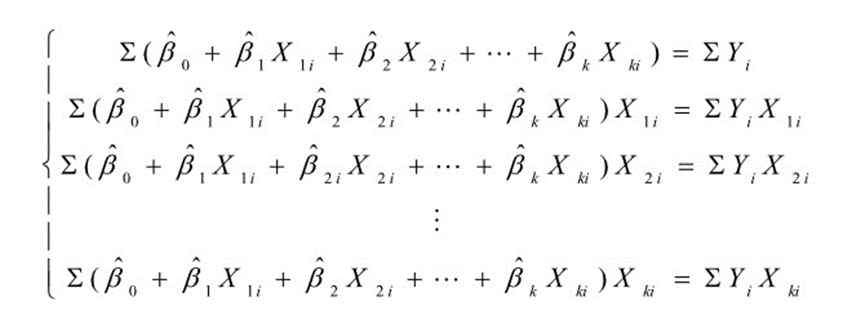 Σ(β̂₀ + β̂₁X₁ᵢ + β̂₂X₂ᵢ + ⋯ + β̂ₖXₖᵢ) = ΣYᵢ
Σ(β̂₀ + β̂₁X₁ᵢ + β̂₂X₂ᵢ + ⋯ + β̂ₖXₖᵢ)X₁ᵢ = ΣYᵢX₁ᵢ
Σ(β̂₀ + β̂₁X₁ᵢ + β̂₂ᵢX₂ᵢ + ⋯ + β̂ₖXₖᵢ)X₂ᵢ = ΣYᵢX₂ᵢ
⋮
Σ(β̂₀ + β̂₁X₁ᵢ + β̂₂X₂ᵢ + ⋯ + β̂ₖXₖᵢ)Xₖᵢ = ΣYᵢXₖᵢ